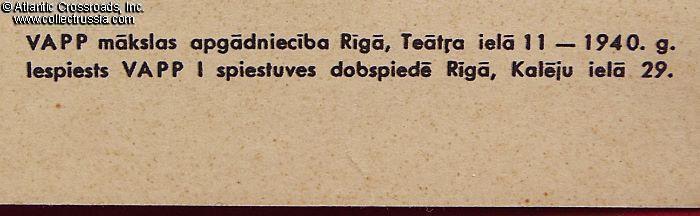 © Atlantic Crossroads, Inc.
www.collectrussia.com
VAPP mākslas apgādniecība Rīgā, Teātŗa ielā 11 — 1940. g.
Iespiests VAPP I spiestuves dobspiedē Rīgā, Kalēju ielā 29.